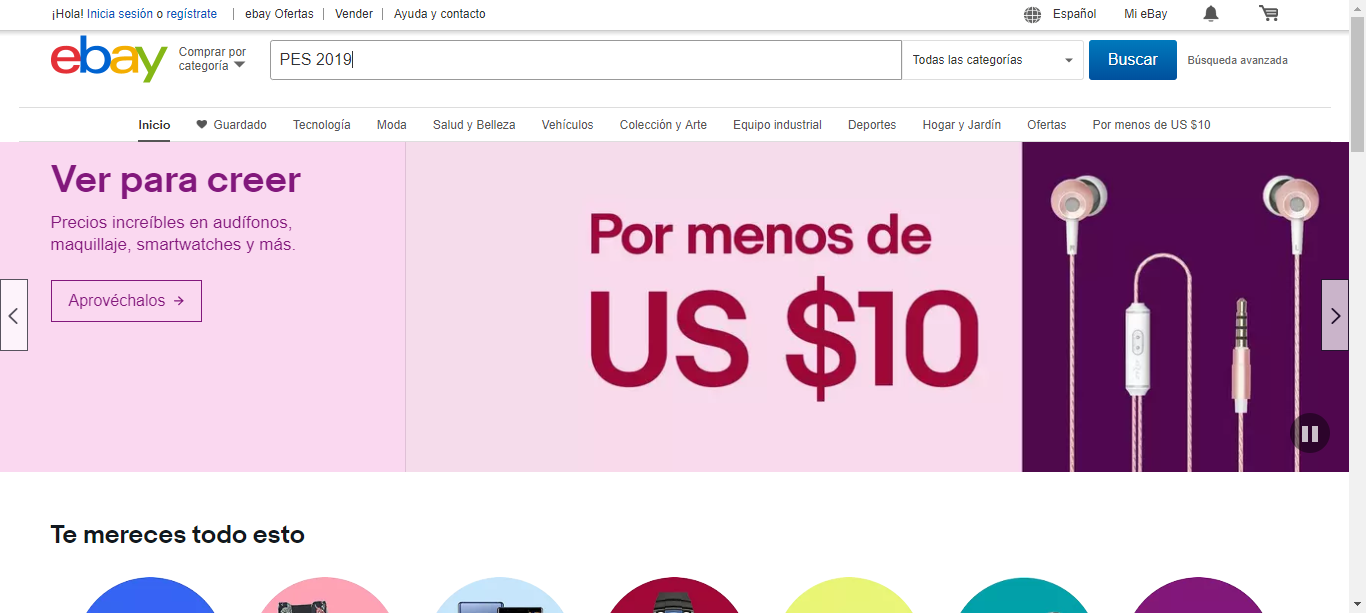 ¡Hola! Inicia sesión o regístrate | ebay Ofertas | Vender | Ayuda y contacto
Español Mi eBay
ebay
Comprar por
categoría
PES 2019
Todas las categorías
Buscar
Búsqueda avanzada
Inicio Guardado Tecnología Moda Salud y Belleza Vehículos Colección y Arte Equipo industrial Deportes Hogar y Jardín Ofertas Por menos de US $10
Ver para creer
Precios increíbles en audífonos,
maquillaje, smartwatches y más.
Aprovéchalos →
Por menos de
US $10
R
L
Te mereces todo esto